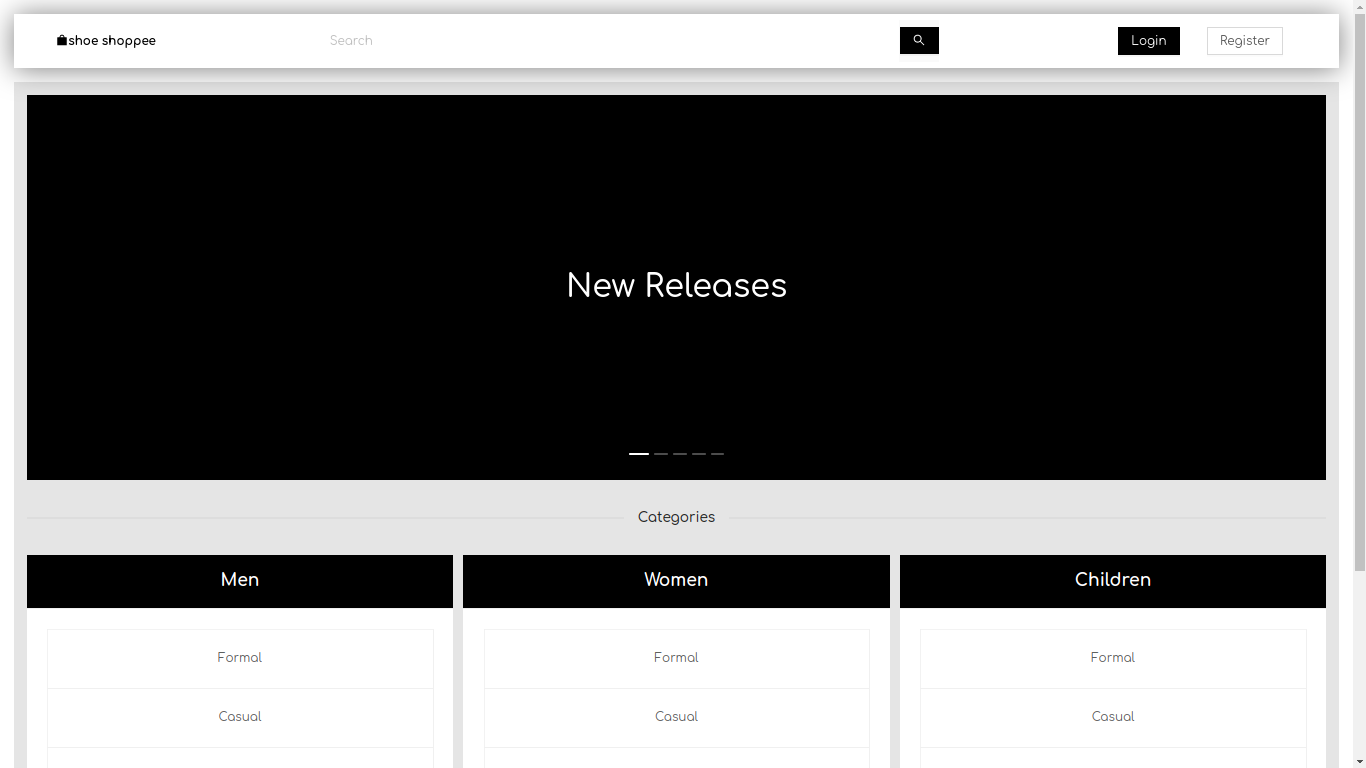 shoe shoppee
Search
Login
Register
New Releases
Categories
Men
Women
Children
Formal
Formal
Formal
Casual
Casual
Casual